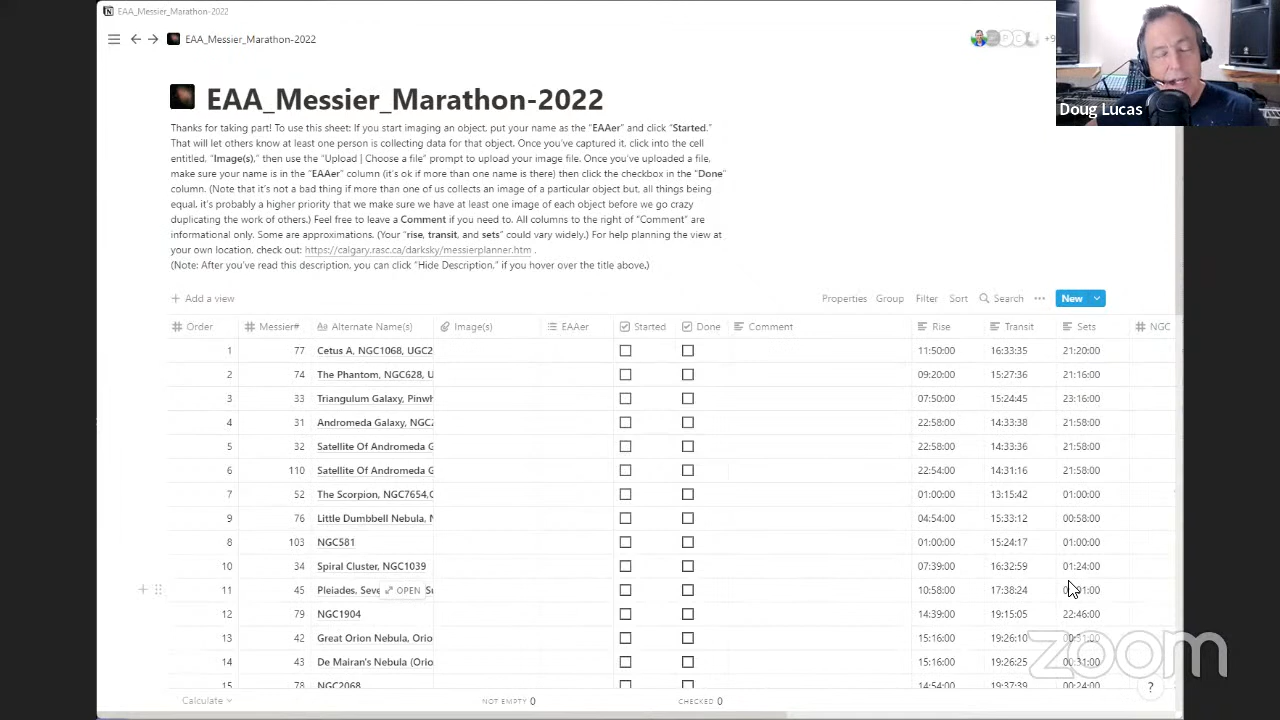 EAA_Messier_Marathon-2022
EAA_Messier_Marathon-2022
Doug Lucas
EAA_Messier_Marathon-2022
Thanks for taking part! To use this sheet: If you start imaging an object, put your name as the "EAAer" and click "Started."
That will let others know at least one person is collecting data for that object. Once you've captured it, click into the cell
entitled, "Image(s)," then use the "Upload | Choose a file" prompt to upload your image file. Once you've uploaded a file,
make sure your name is in the "EAAer" column (it's ok if more than one name is there) then click the checkbox in the "Done"
column. (Note that it's not a bad thing if more than one of us collects an image of a particular object but, all things being
equal, it's probably a higher priority that we make sure we have at least one image of each object before we go crazy
duplicating the work of others.) Feel free to leave a Comment if you need to. All columns to the right of "Comment" are
informational only. Some are approximations. (Your "rise, transit, and sets" could vary widely.) For help planning the view at
your own location, check out: https://calgary.rasc.ca/darksky/messierplanner.htm .
(Note: After you've read this description, you can click "Hide Description," if you hover over the title above.)
+ Add a view Properties Group Filter Sort Search ••• New
# Order # Messier# Aa Alternate Name(s) Image(s) EAAer Started Done Comment Rise Transit Sets # NGC
1 77 Cetus A, NGC1068, UGC2 11:50:00 16:33:35 21:20:00
2 74 The Phantom, NGC628, U 09:20:00 15:27:36 21:16:00
3 33 Triangulum Galaxy, Pinwh 07:50:00 15:24:45 23:16:00
4 31 Andromeda Galaxy, NGC2 22:58:00 14:33:38 21:58:00
5 32 Satellite Of Andromeda G 22:58:00 14:33:36 21:58:00
6 110 Satellite Of Andromeda G 22:54:00 14:31:16 21:58:00
7 52 The Scorpion, NGC7654,C 01:00:00 13:15:42 01:00:00
9 76 Little Dumbbell Nebula, N 04:54:00 15:33:12 00:58:00
8 103 NGC581 01:00:00 15:24:17 01:00:00
10 34 Spiral Cluster, NGC1039 07:39:00 16:32:59 01:24:00
11 45 Pleiades, Seve OPEN Su 10:58:00 17:38:24
12 79 NGC1904 14:39:00 19:15:05 22:46:00
13 42 Great Orion Nebula, Orio 15:16:00 19:26:10 00:31:00
14 43 De Mairan's Nebula (Orio 15:16:00 19:26:25 00:31:00
15 78 NGC2068 14:54:00 19:37:39 00:24:00
zoom
Calculate NOT EMPTY 0 CHECKED 0 ?